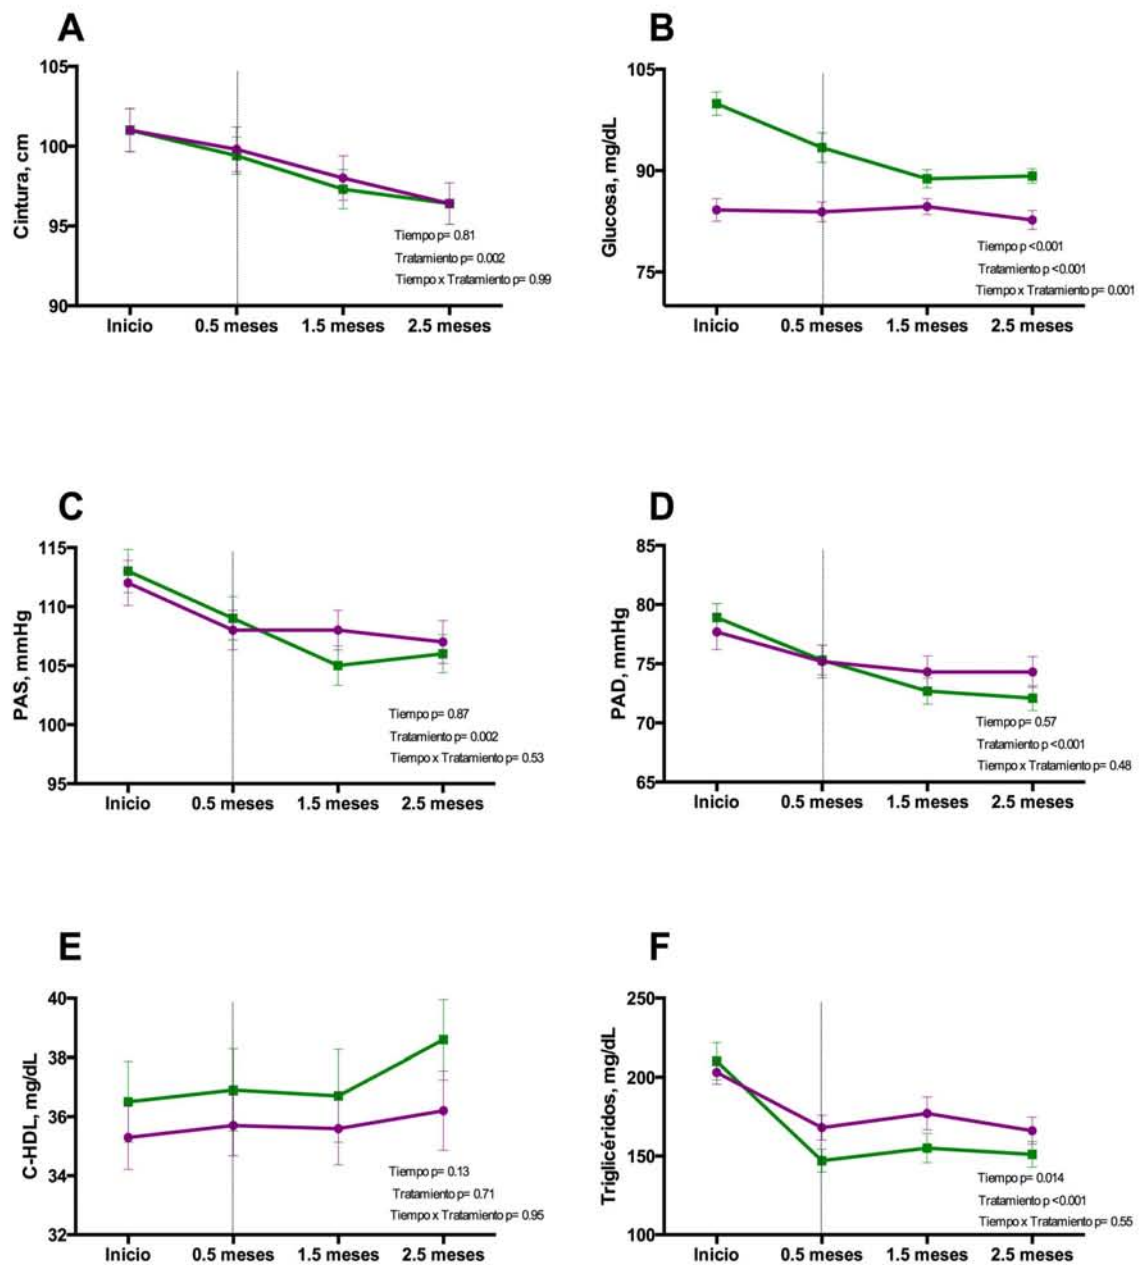 A
Cintura, cm
105
100
95
90
Tiempo p= 0.81
Tratamiento p= 0.002
Tiempo x Tratamiento p= 0.99
Inicio 0.5 meses 1.5 meses 2.5 meses
B
Glucosa, mg/dL
105
90
75
Tiempo p <0.001
Tratamiento p <0.001
Tiempo x Tratamiento p= 0.001
Inicio 0.5 meses 1.5 meses 2.5 meses
C
PAS, mmHg
115
110
105
100
95
Tiempo p= 0.87
Tratamiento p= 0.002
Tiempo x Tratamiento p= 0.53
Inicio 0.5 meses 1.5 meses 2.5 meses
D
PAD, mmHg
85
80
75
70
65
Tiempo p= 0.57
Tratamiento p <0.001
Tiempo x Tratamiento p= 0.48
Inicio 0.5 meses 1.5 meses 2.5 meses
E
C-HDL, mg/dL
40
38
36
34
32
Tiempo p= 0.13
Tratamiento p= 0.71
Tiempo x Tratamiento p= 0.95
Inicio 0.5 meses 1.5 meses 2.5 meses
F
Triglicéridos, mg/dL
250
200
150
100
Tiempo p= 0.014
Tratamiento p <0.001
Tiempo x Tratamiento p= 0.55
Inicio 0.5 meses 1.5 meses 2.5 meses